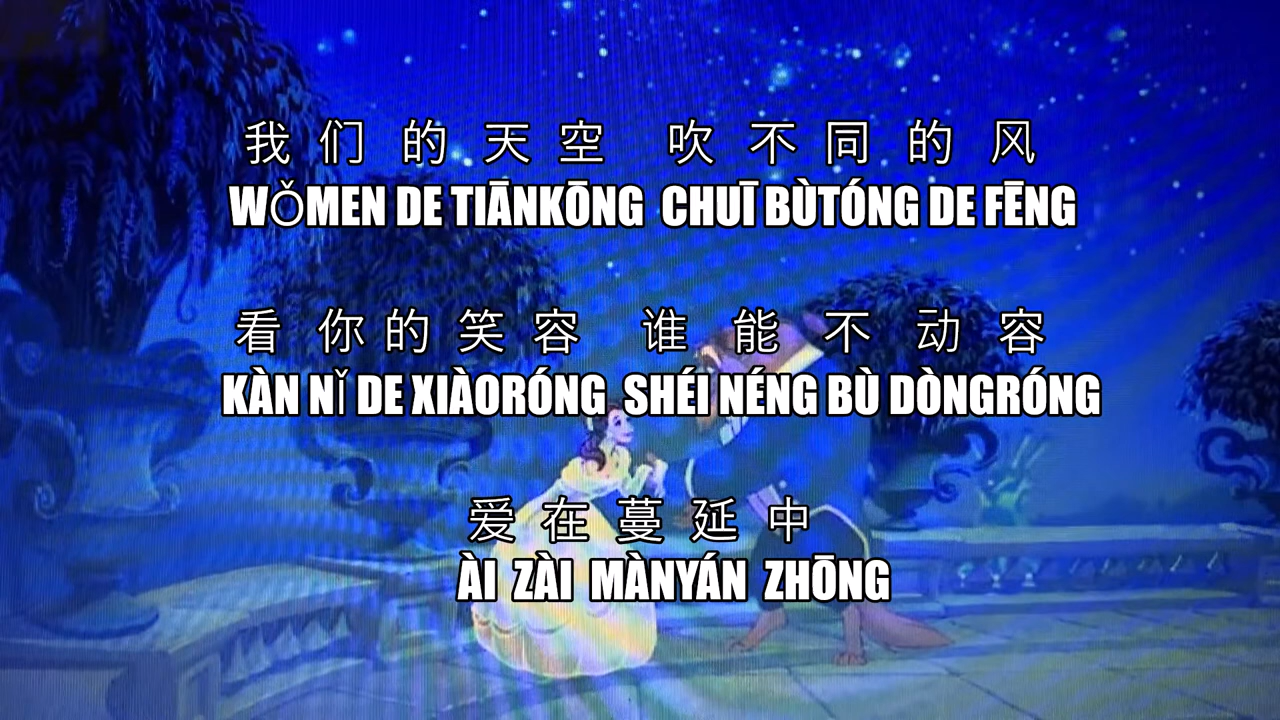 我们的天空 吹不同的风
WǑMEN DE TIĀNKŌNG CHUĪ BÙTÓNG DE FĒNG
看你的笑容 谁能不动容
KÀN NǏ DE XIÀORÓNG SHÉI NÉNG BÙ DÒNGRÓNG
爱在蔓延中
ÀI ZÀI MÀNYÁN ZHŌNG